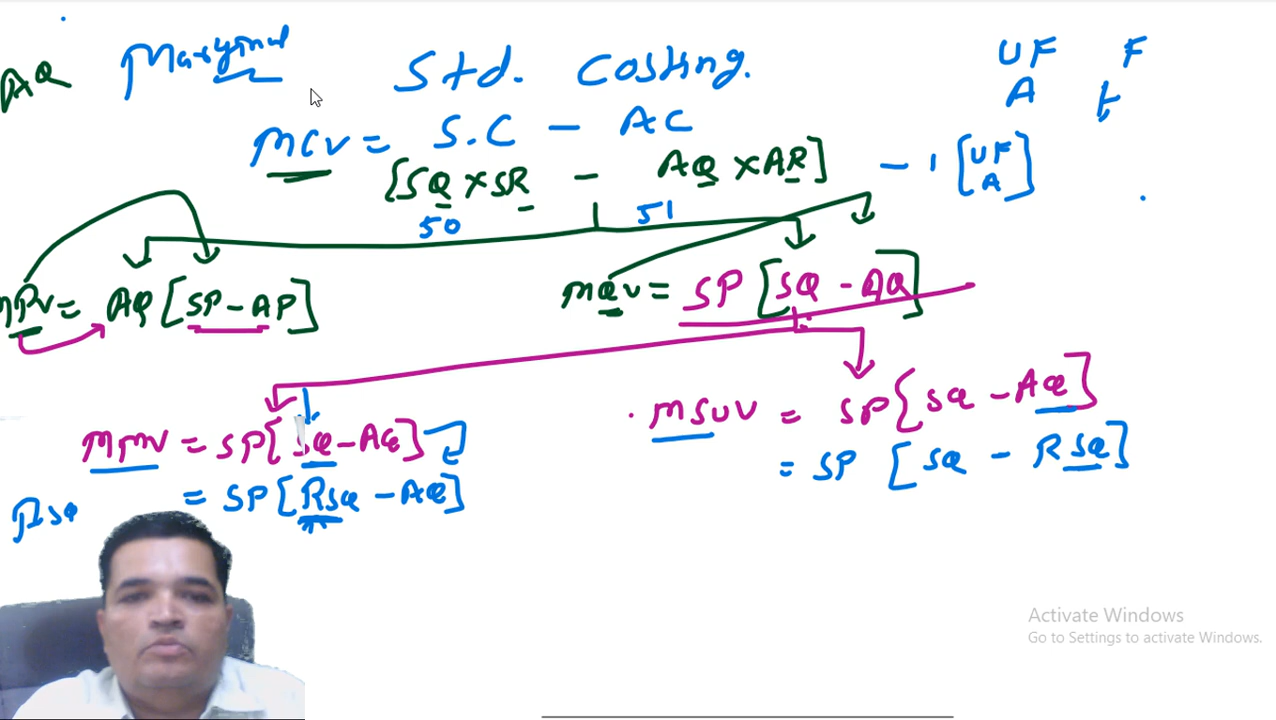 AQ Marginal Std. Costing. UF F
A t
MCV = S.C - AC
[SQ × SR - AQ × AR] - 1 [UF A]
50 51
MPV = AQ [SP - AP] MQV = SP [SQ - AQ]
MMV = SP[SQ - AQ] MSUV = SP[SQ - AQ]
= SP[RSQ - AQ] = SP [SQ - RSQ]
RSQ
Activate Windows
Go to Settings to activate Windows.